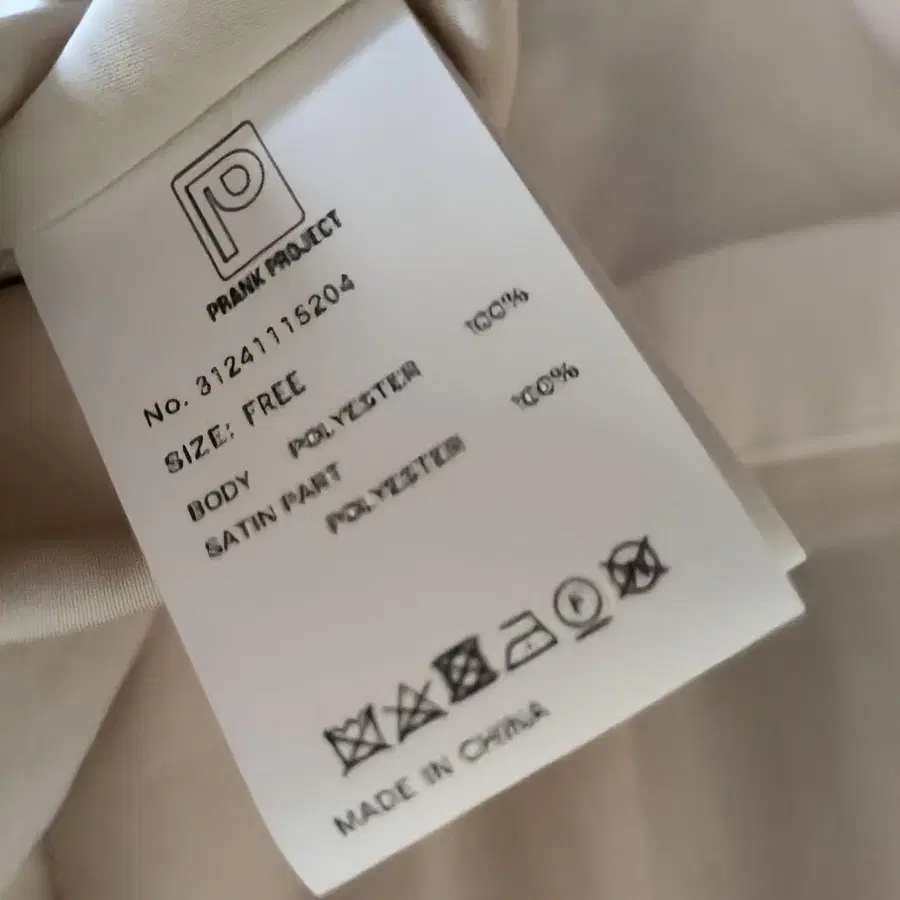 P
PRANK PROJECT
No. 31241115204
SIZE: FREE
BODY POLYESTER 100%
SATIN PART
POLYESTER 100%
F
W
MADE IN CHINA